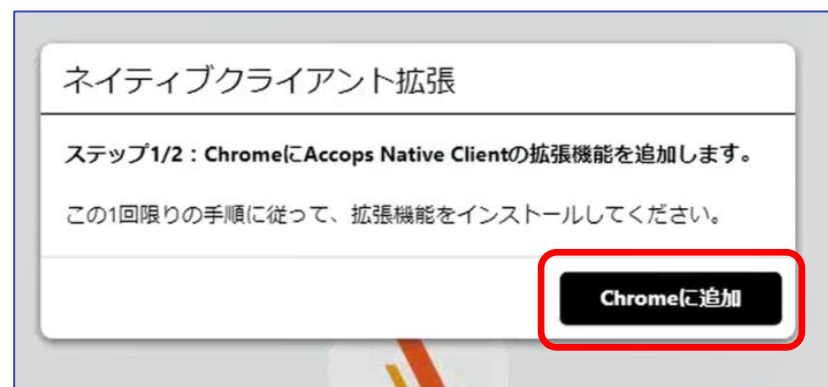 ネイティブクライアント拡張
ステップ1/2：ChromeにAccops Native Clientの拡張機能を追加します。
この1回限りの手順に従って、拡張機能をインストールしてください。
Chromeに追加